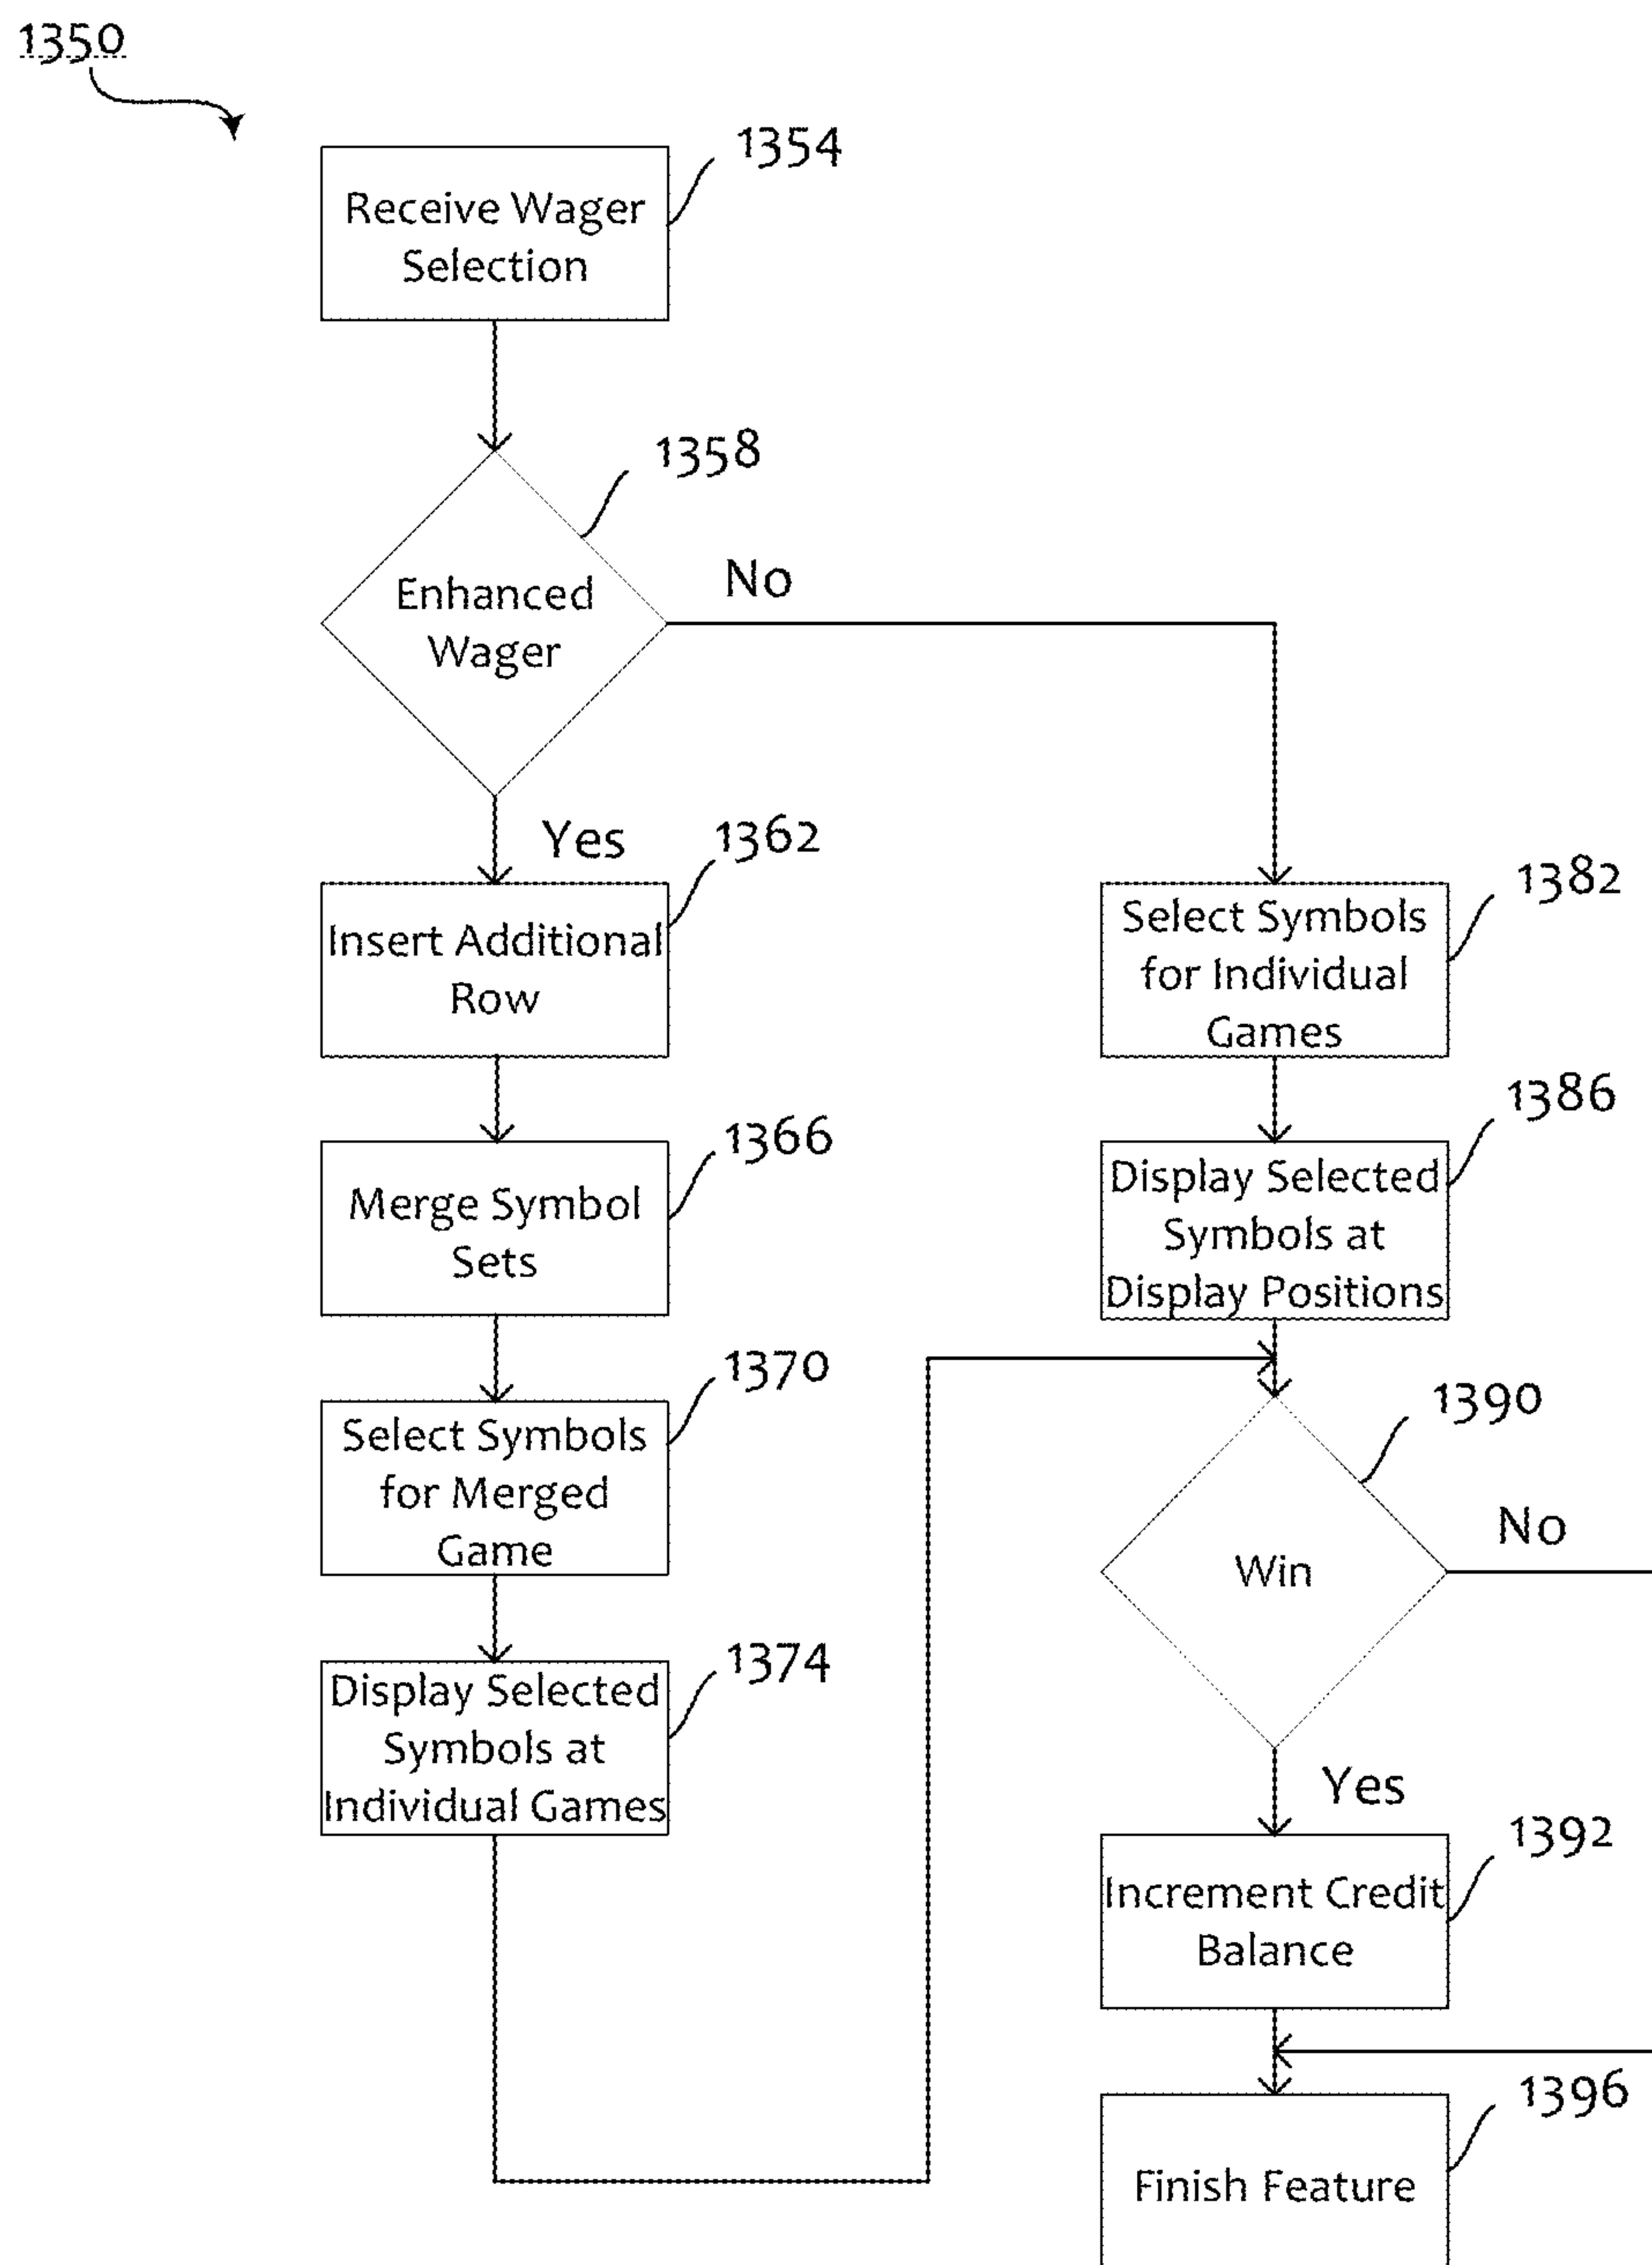 1350
1354
Receive Wager
Selection
1358
Enhanced
Wager
No
Yes
1362
Insert Additional
Row
1366
Merge Symbol
Sets
1370
Select Symbols
for Merged
Game
1374
Display Selected
Symbols at
Individual Games
1382
Select Symbols
for Individual
Games
1386
Display Selected
Symbols at
Display Positions
1390
Win
No
Yes
1392
Increment Credit
Balance
1396
Finish Feature